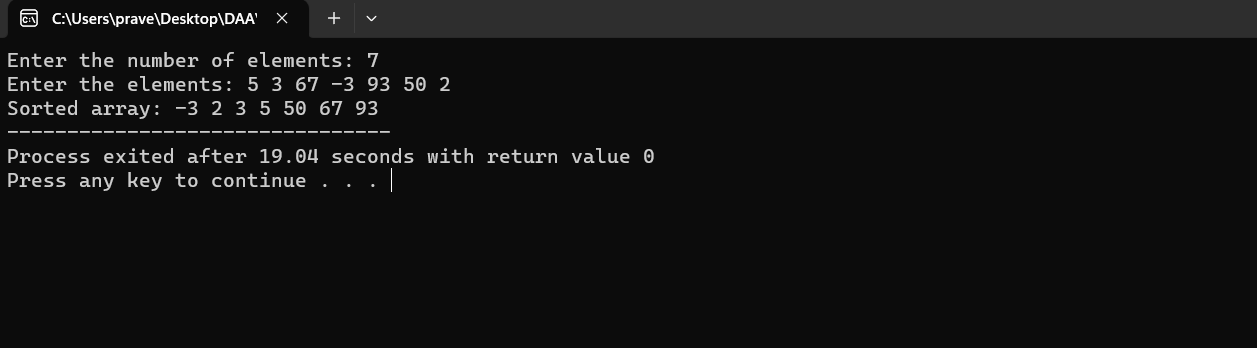 C:\Users\prave\Desktop\DAA\
Enter the number of elements: 7
Enter the elements: 5 3 67 -3 93 50 2
Sorted array: -3 2 3 5 50 67 93
--------------------------------
Process exited after 19.04 seconds with return value 0
Press any key to continue . . .